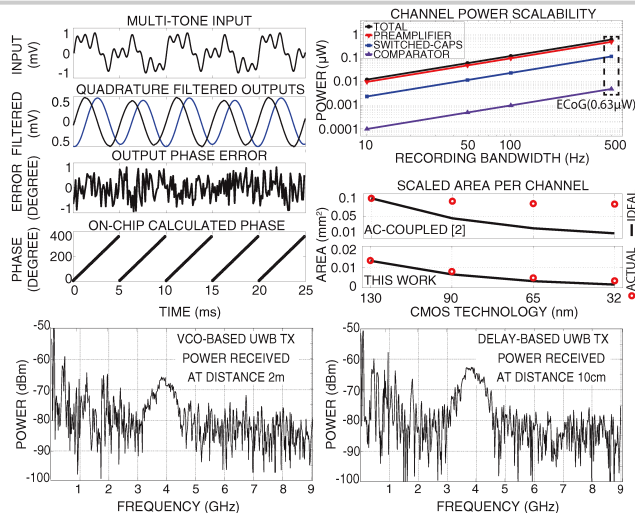 MULTI-TONE INPUT
INPUT
(mV)
1
0
-1
QUADRATURE FILTERED OUTPUTS
FILTERED
(mV)
0.5
0
0.5
OUTPUT PHASE ERROR
ERROR
(DEGREE)
1
0
-1
ON-CHIP CALCULATED PHASE
PHASE
(DEGREE)
400
200
0
0 5 10 15 20 25
TIME (ms)
CHANNEL POWER SCALABILITY
TOTAL
PREAMPLIFIER
SWITCHED-CAPS
COMPARATOR
POWER (µW)
1
0.1
0.01
0.001
0.0001
ECoG(0.63µW)
10 50 100 500
RECORDING BANDWIDTH (Hz)
SCALED AREA PER CHANNEL
AREA (mm²)
0.1
0.05
0.01
AC-COUPLED [2]
0.02
0.01
0
THIS WORK
130 90 65 32
CMOS TECHNOLOGY (nm)
IDEAL
ACTUAL
POWER (dBm)
-50
-60
-70
-80
-90
-100
VCO-BASED UWB TX
POWER RECEIVED
AT DISTANCE 2m
1 2 3 4 5 6 7 8 9
FREQUENCY (GHz)
POWER (dBm)
-50
-60
-70
-80
-90
-100
DELAY-BASED UWB TX
POWER RECEIVED
AT DISTANCE 10cm
1 2 3 4 5 6 7 8 9
FREQUENCY (GHz)